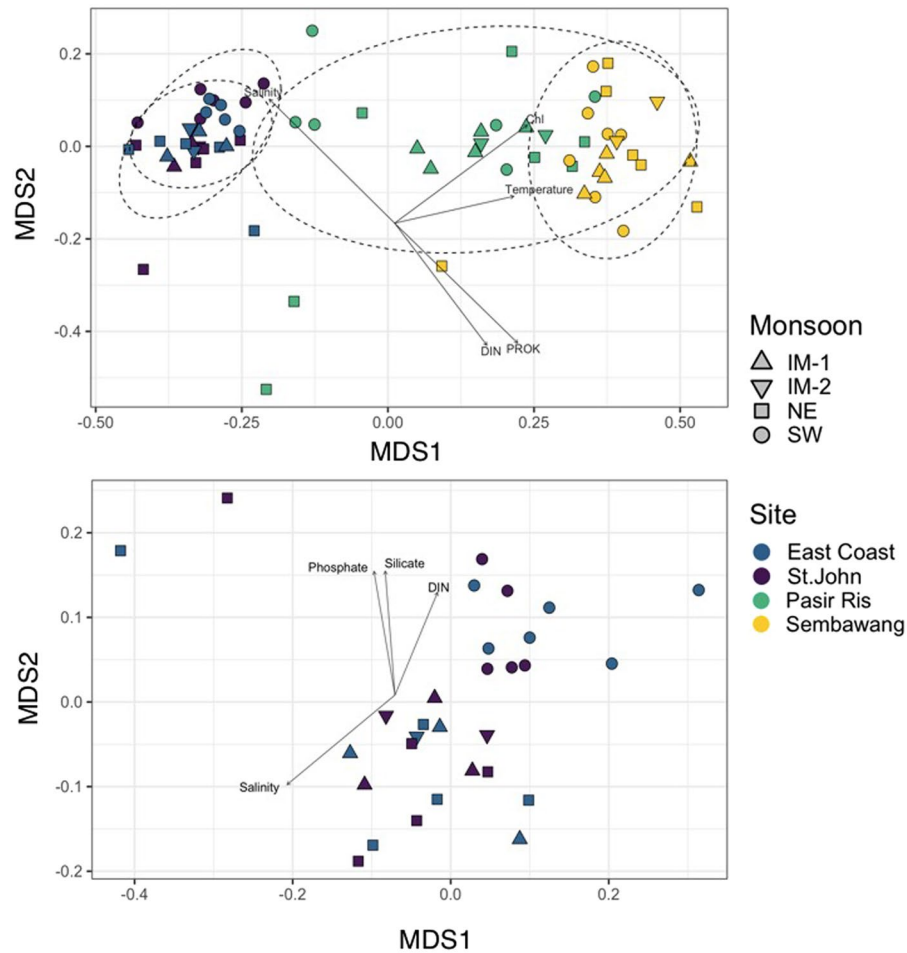 0.2
0.0
-0.2
-0.4
MDS2
Salinity
Chl
Temperature
DIN
PROK
-0.50
-0.25
0.00
0.25
0.50
MDS1
Monsoon
IM-1
IM-2
NE
SW
0.2
0.1
0.0
-0.1
-0.2
MDS2
Phosphate
Silicate
DIN
Salinity
-0.4
-0.2
0.0
0.2
MDS1
Site
East Coast
St.John
Pasir Ris
Sembawang